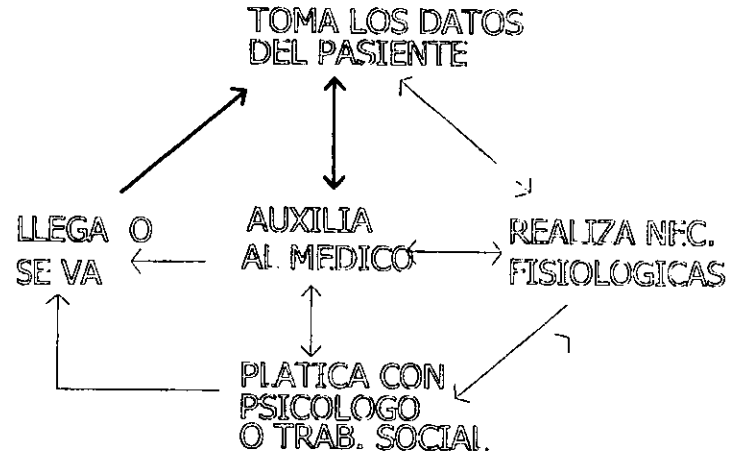 TOMA LOS DATOS
DEL PASIENTE
LLEGA O
SE VA
AUXILIA
AL MEDICO
REALIZA NEC.
FISIOLOGICAS
PLATICA CON
PSICOLOGO
O TRAB. SOCIAL.